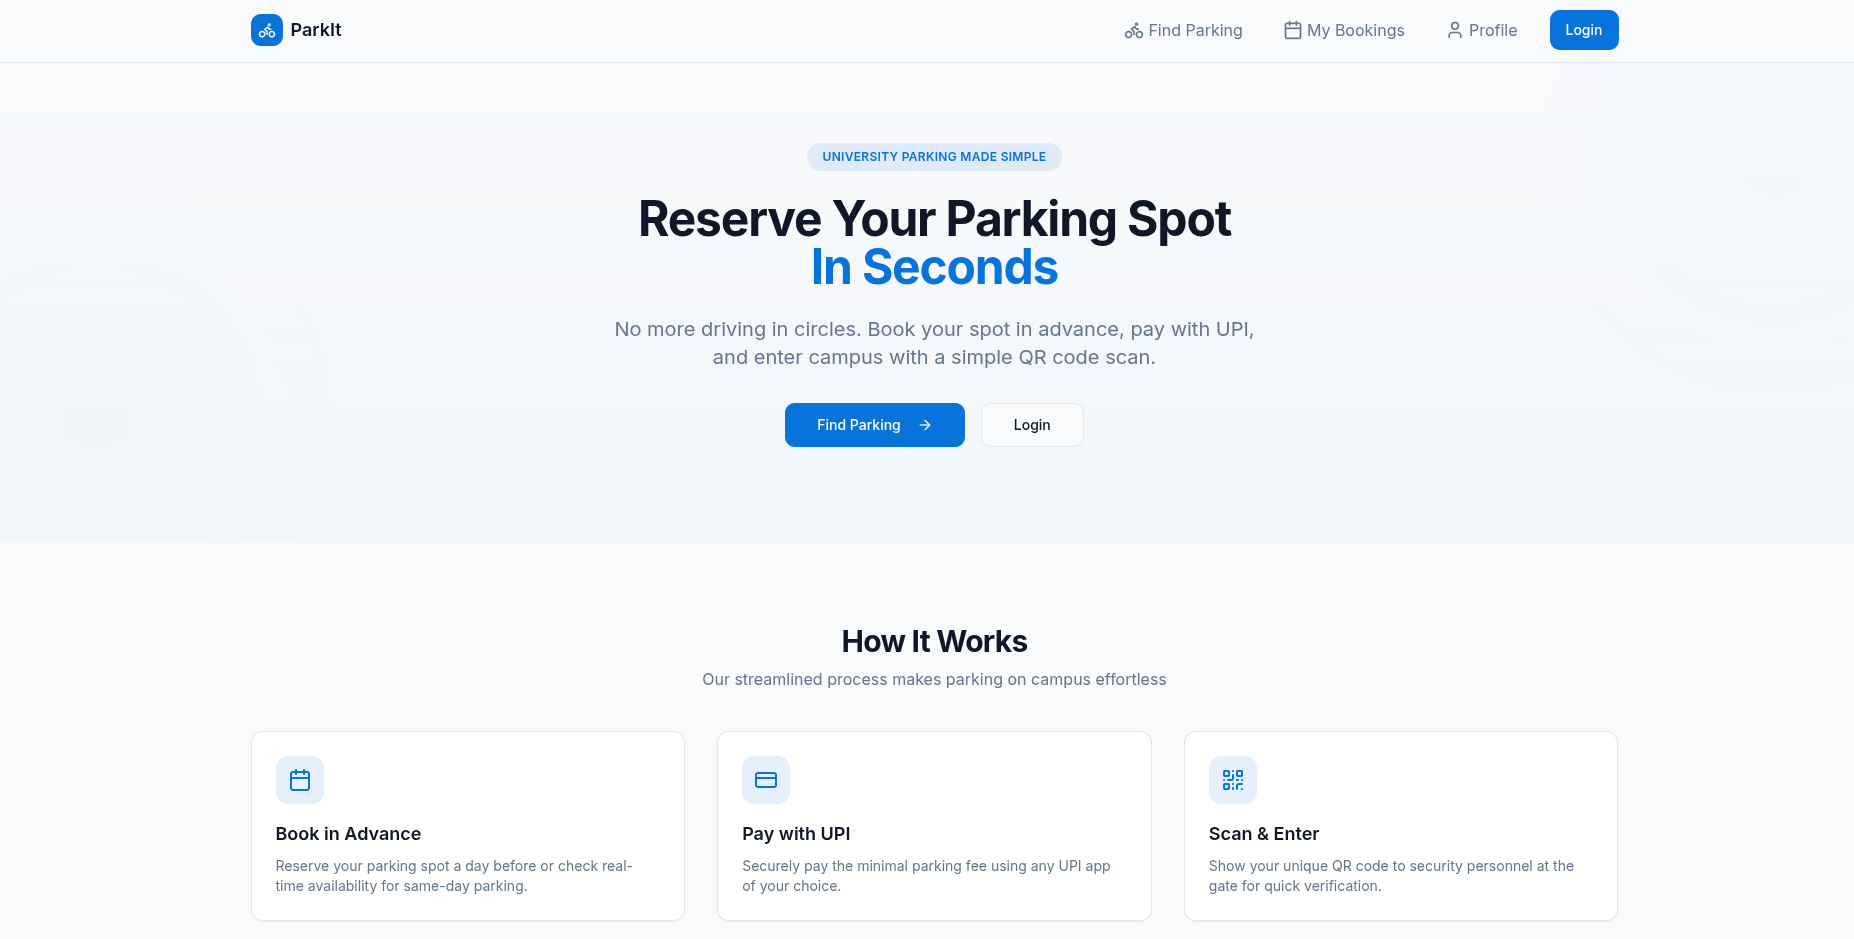 ParkIt
Find Parking
My Bookings
Profile
Login
UNIVERSITY PARKING MADE SIMPLE
Reserve Your Parking Spot
In Seconds
No more driving in circles. Book your spot in advance, pay with UPI,
and enter campus with a simple QR code scan.
Find Parking
Login
How It Works
Our streamlined process makes parking on campus effortless
Book in Advance
Reserve your parking spot a day before or check real-
time availability for same-day parking.
Pay with UPI
Securely pay the minimal parking fee using any UPI app
of your choice.
Scan & Enter
Show your unique QR code to security personnel at the
gate for quick verification.